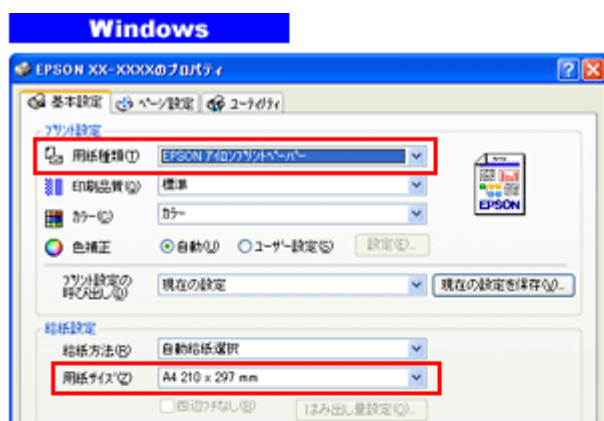 Windows
EPSON XX-XXXXのプロパティ
基本設定 ページ設定 ユーティリティ
プリント設定
用紙種類(T) EPSON アイロンプリントペーパー
EPSON
印刷品質(Q) 標準
カラー(C) カラー
色補正 自動(U) ユーザー設定(S) 設定(E)...
プリント設定の呼び出し(I) 現在の設定 現在の設定を保存(V)...
給紙設定
給紙方法(B) 自動給紙選択
用紙サイズ(Z) A4 210 x 297 mm
四辺フチなし(B) はみ出し量設定(Q)...